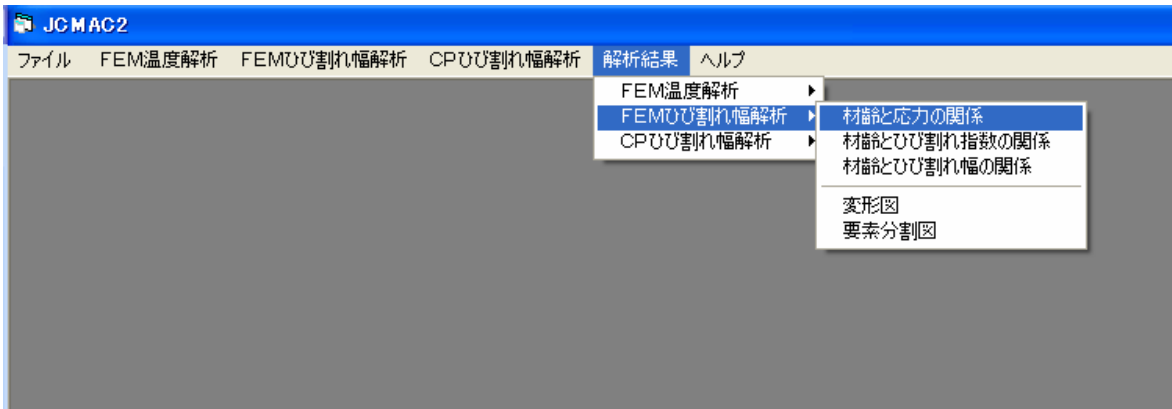 JCMAC2
ファイル FEM温度解析 FEMひび割れ幅解析 CPひび割れ幅解析 解析結果 ヘルプ
FEM温度解析
FEMひび割れ幅解析
CPひび割れ幅解析
材齢と応力の関係
材齢とひび割れ指数の関係
材齢とひび割れ幅の関係
変形図
要素分割図